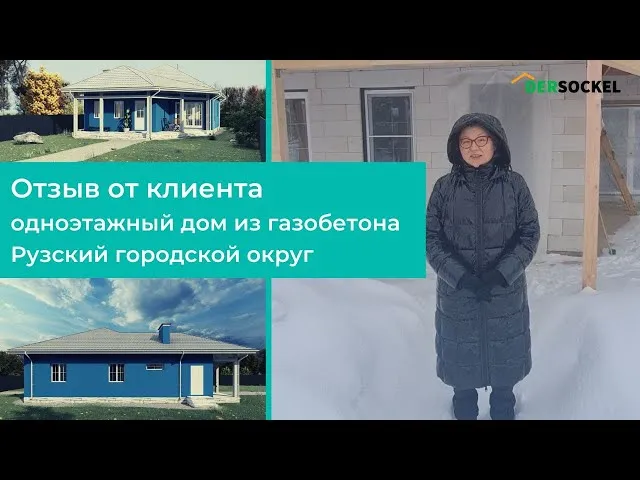 DERSOCKEL
Отзыв от клиента
одноэтажный дом из газобетона
Рузский городской округ